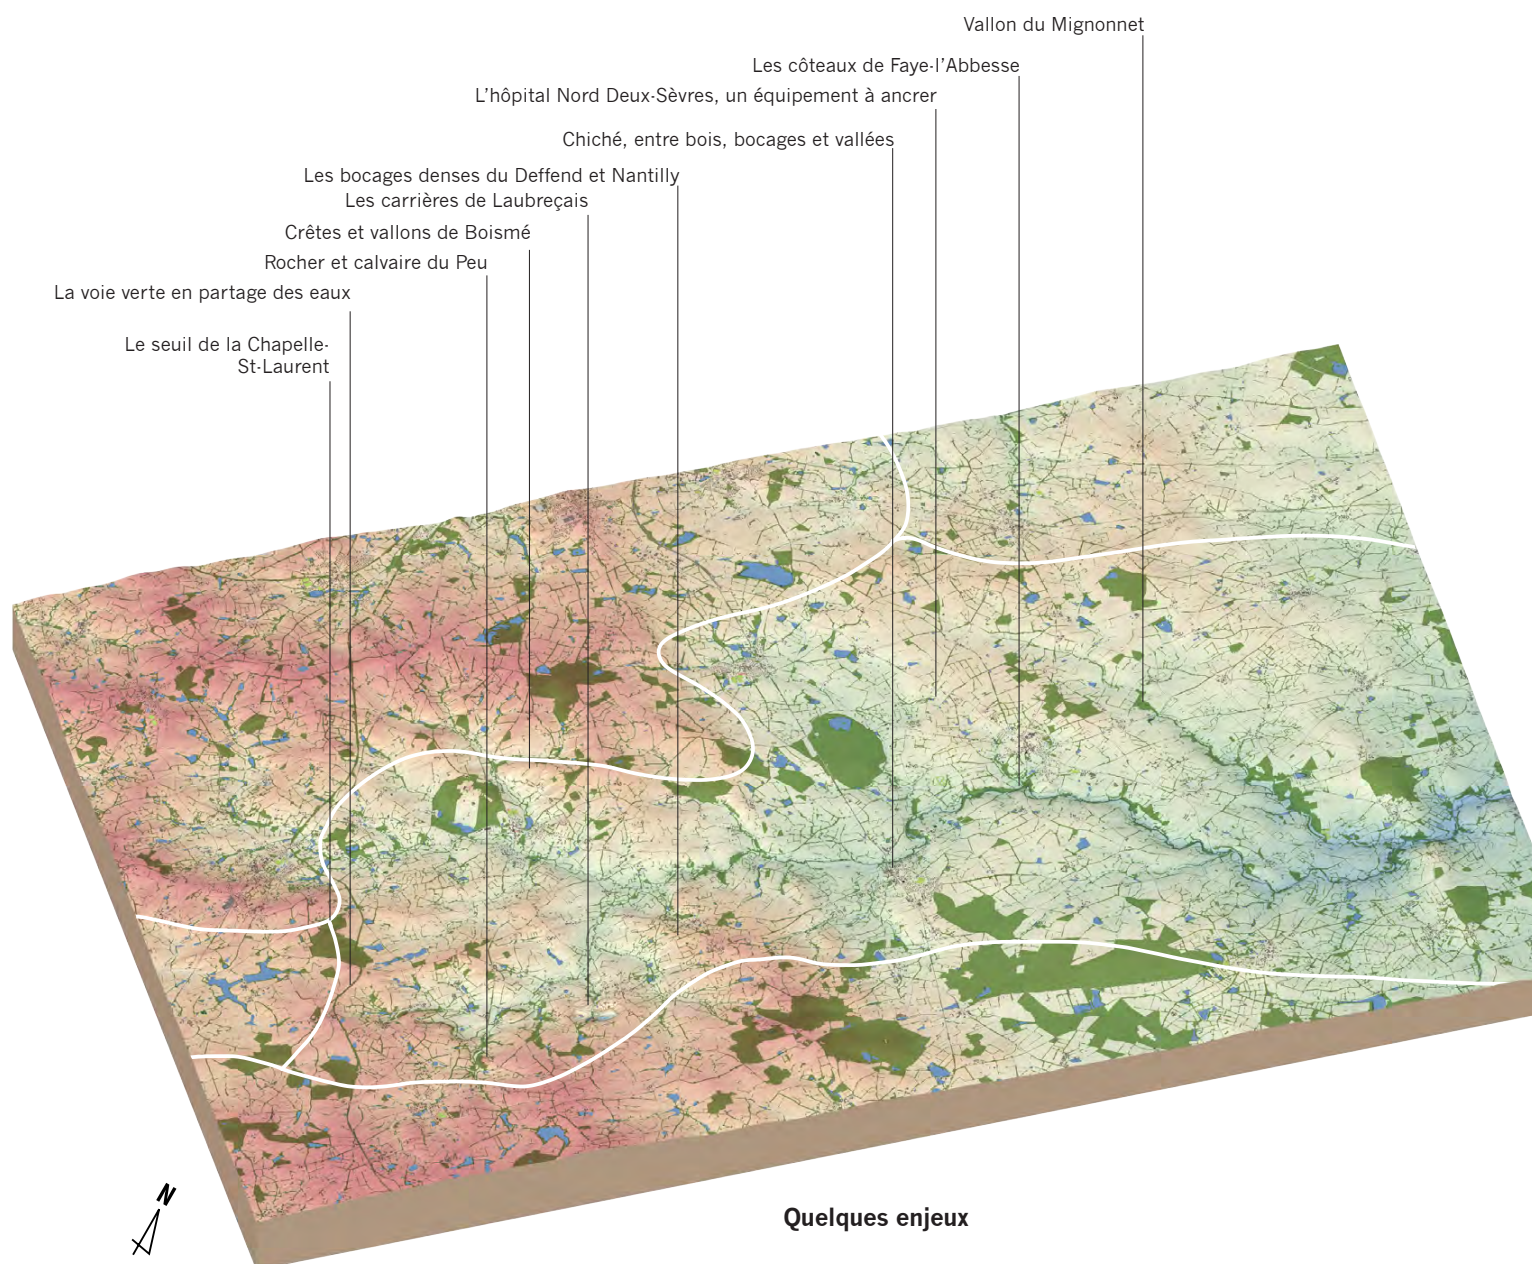 Vallon du Mignonnet
Les côteaux de Faye-l'Abbesse
L'hôpital Nord Deux-Sèvres, un équipement à ancrer
Chiché, entre bois, bocages et vallées
Les bocages denses du Deffend et Nantilly
Les carrières de Laubreçais
Crêtes et vallons de Boismé
Rocher et calvaire du Peu
La voie verte en partage des eaux
Le seuil de la Chapelle-
St-Laurent
N
Quelques enjeux